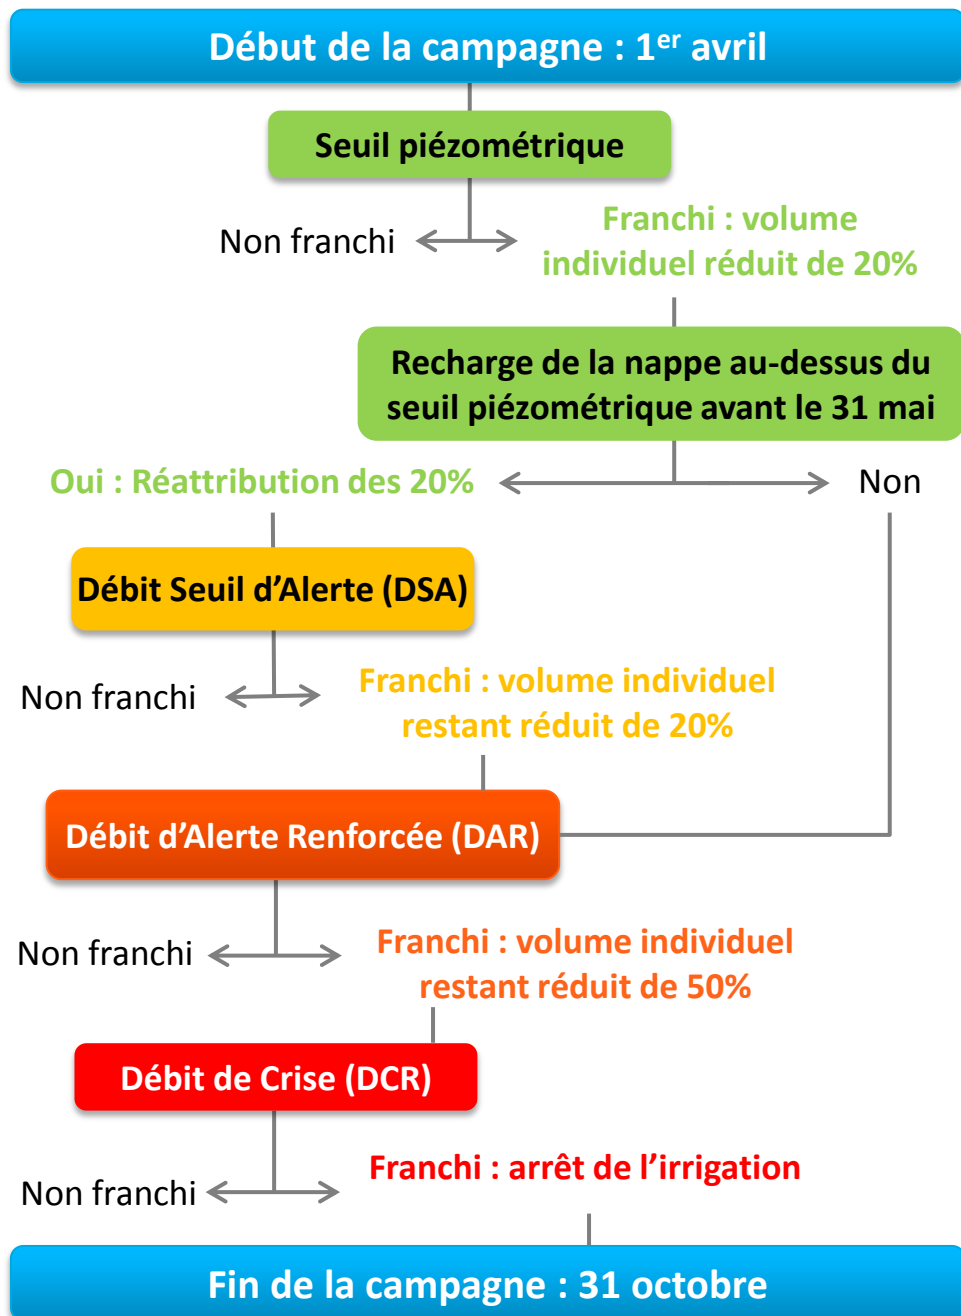 Début de la campagne : 1er avril
Seuil piézométrique
Non franchi
Franchi : volume
individuel réduit de 20%
Recharge de la nappe au-dessus du
seuil piézométrique avant le 31 mai
Oui : Réattribution des 20%
Non
Débit Seuil d’Alerte (DSA)
Non franchi
Franchi : volume individuel
restant réduit de 20%
Débit d’Alerte Renforcée (DAR)
Non franchi
Franchi : volume individuel
restant réduit de 50%
Débit de Crise (DCR)
Non franchi
Franchi : arrêt de l’irrigation
Fin de la campagne : 31 octobre